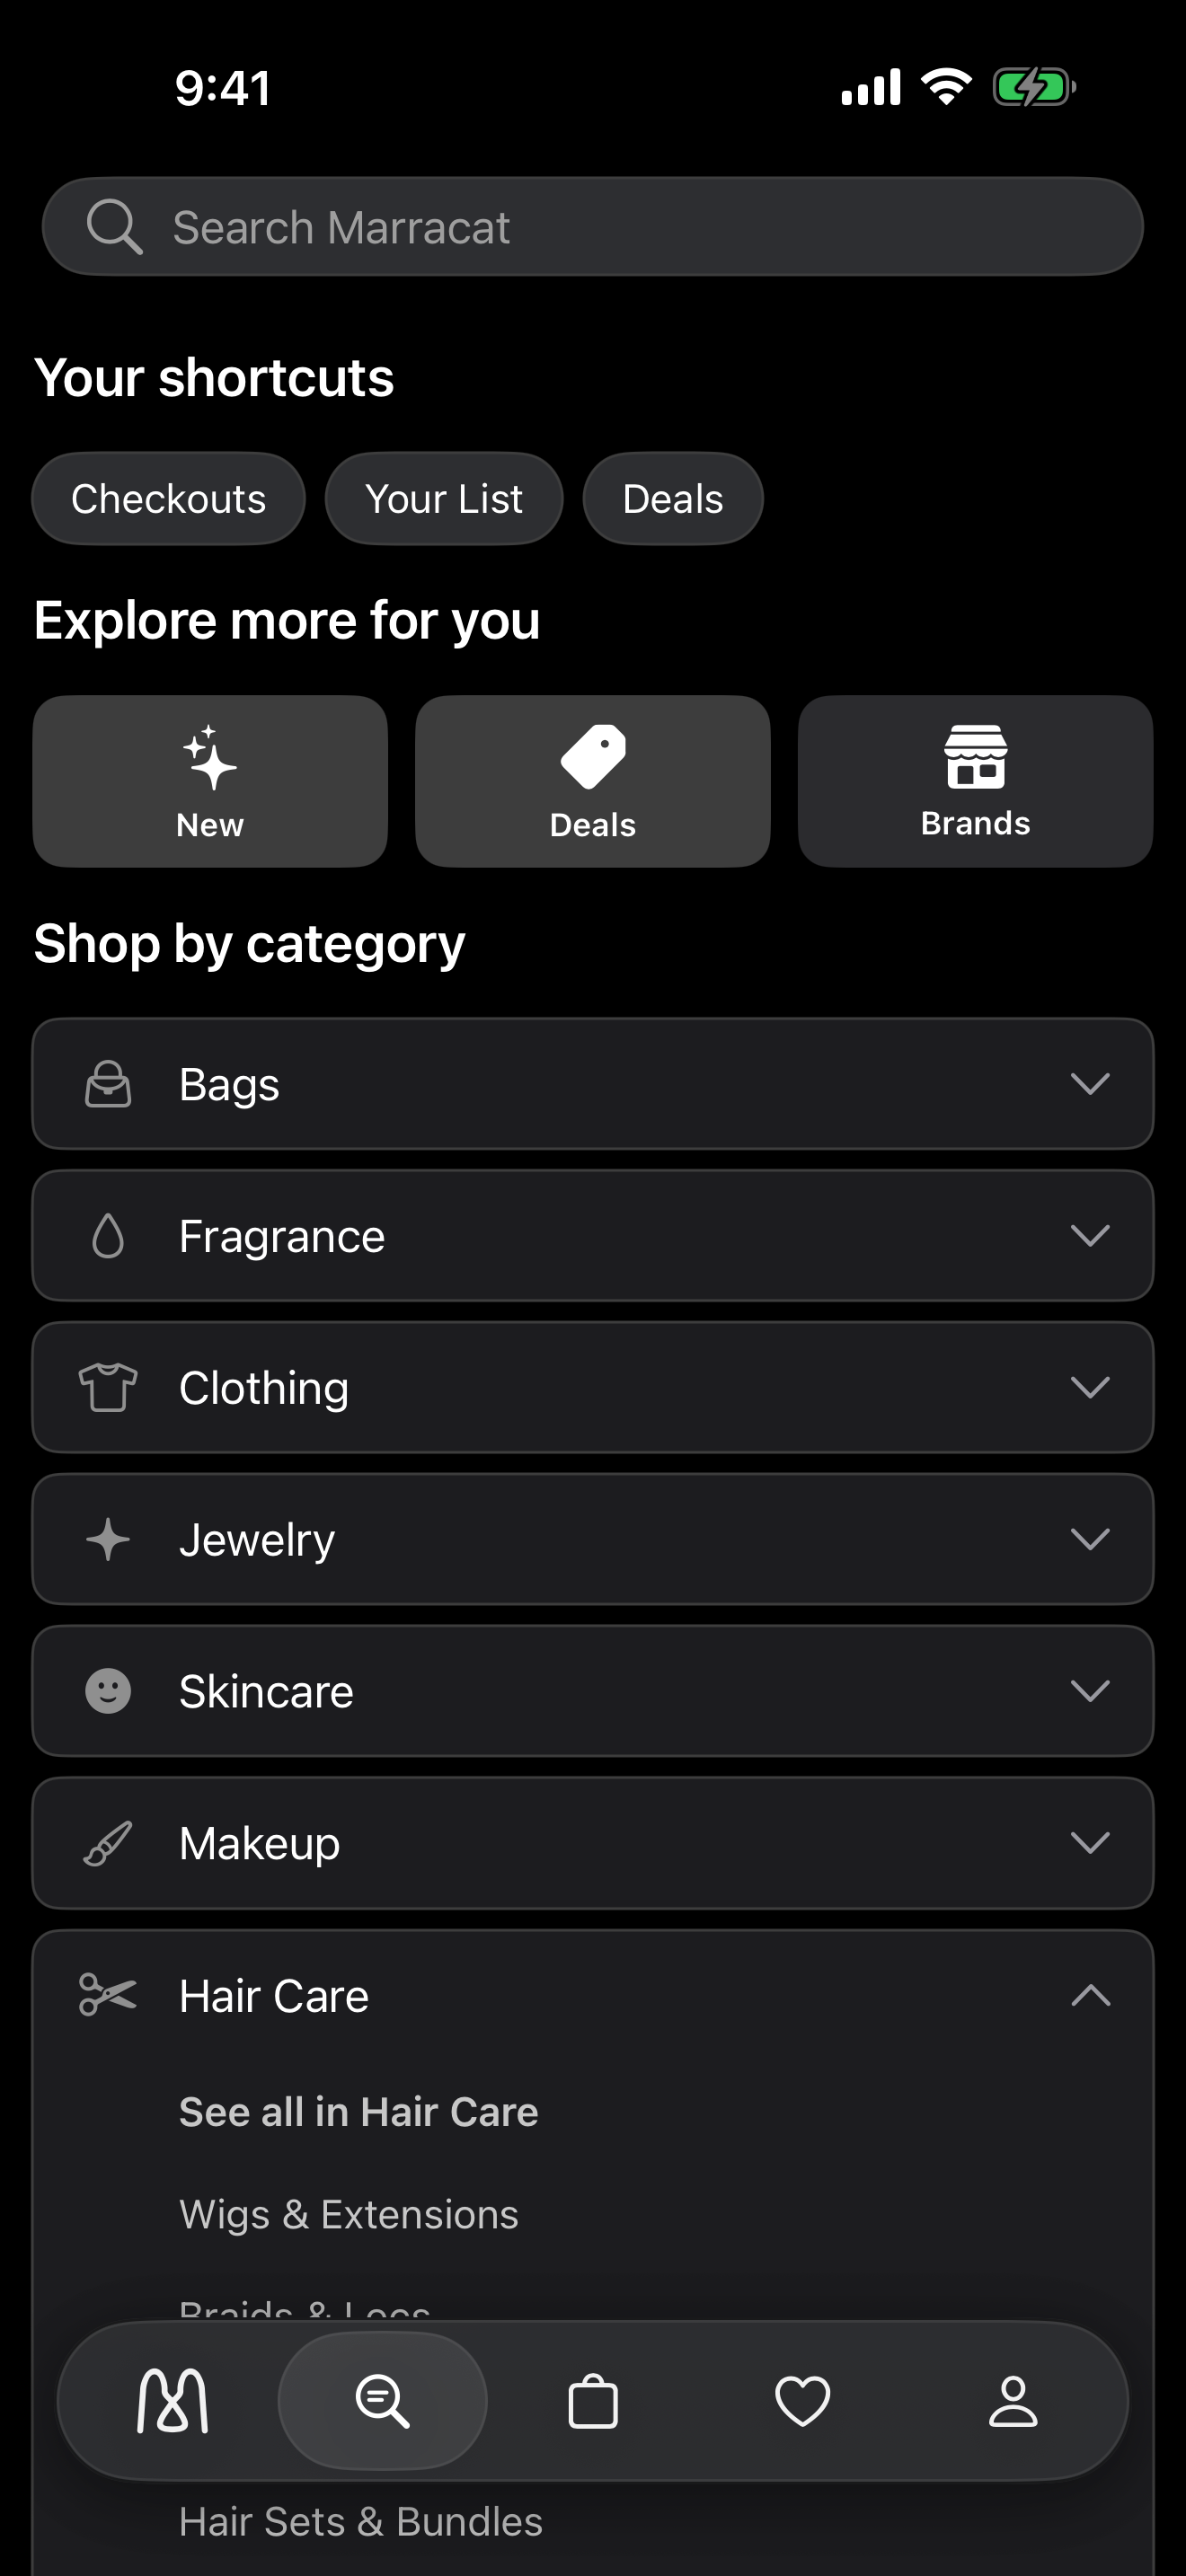 9:41
Search Marracat
Your shortcuts
Checkouts Your List Deals
Explore more for you
New Deals Brands
Shop by category
Bags
Fragrance
Clothing
Jewelry
Skincare
Makeup
Hair Care
See all in Hair Care
Wigs & Extensions
Braids & Locs
Hair Sets & Bundles